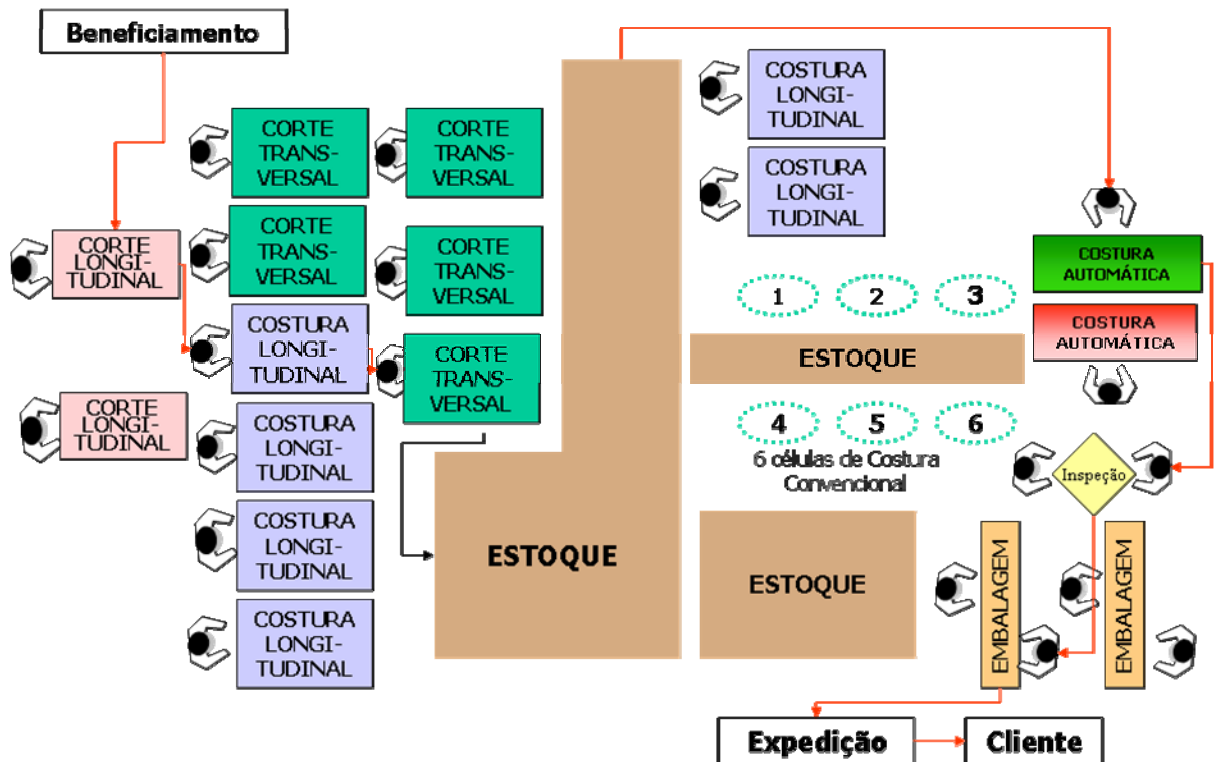 Beneficiamento
CORTE
TRANS-
VERSAL
CORTE
TRANS-
VERSAL
CORTE
TRANS-
VERSAL
CORTE
TRANS-
VERSAL
CORTE
LONGI-
TUDINAL
COSTURA
LONGI-
TUDINAL
CORTE
TRANS-
VERSAL
CORTE
LONGI-
TUDINAL
COSTURA
LONGI-
TUDINAL
COSTURA
LONGI-
TUDINAL
COSTURA
LONGI-
TUDINAL
ESTOQUE
COSTURA
LONGI-
TUDINAL
COSTURA
LONGI-
TUDINAL
COSTURA
AUTOMÁTICA
COSTURA
AUTOMÁTICA
1 2 3
ESTOQUE
4 5 6
6 células de Costura
Convencional
Inspeção
ESTOQUE
EMBALAGEM
EMBALAGEM
Expedição
Cliente